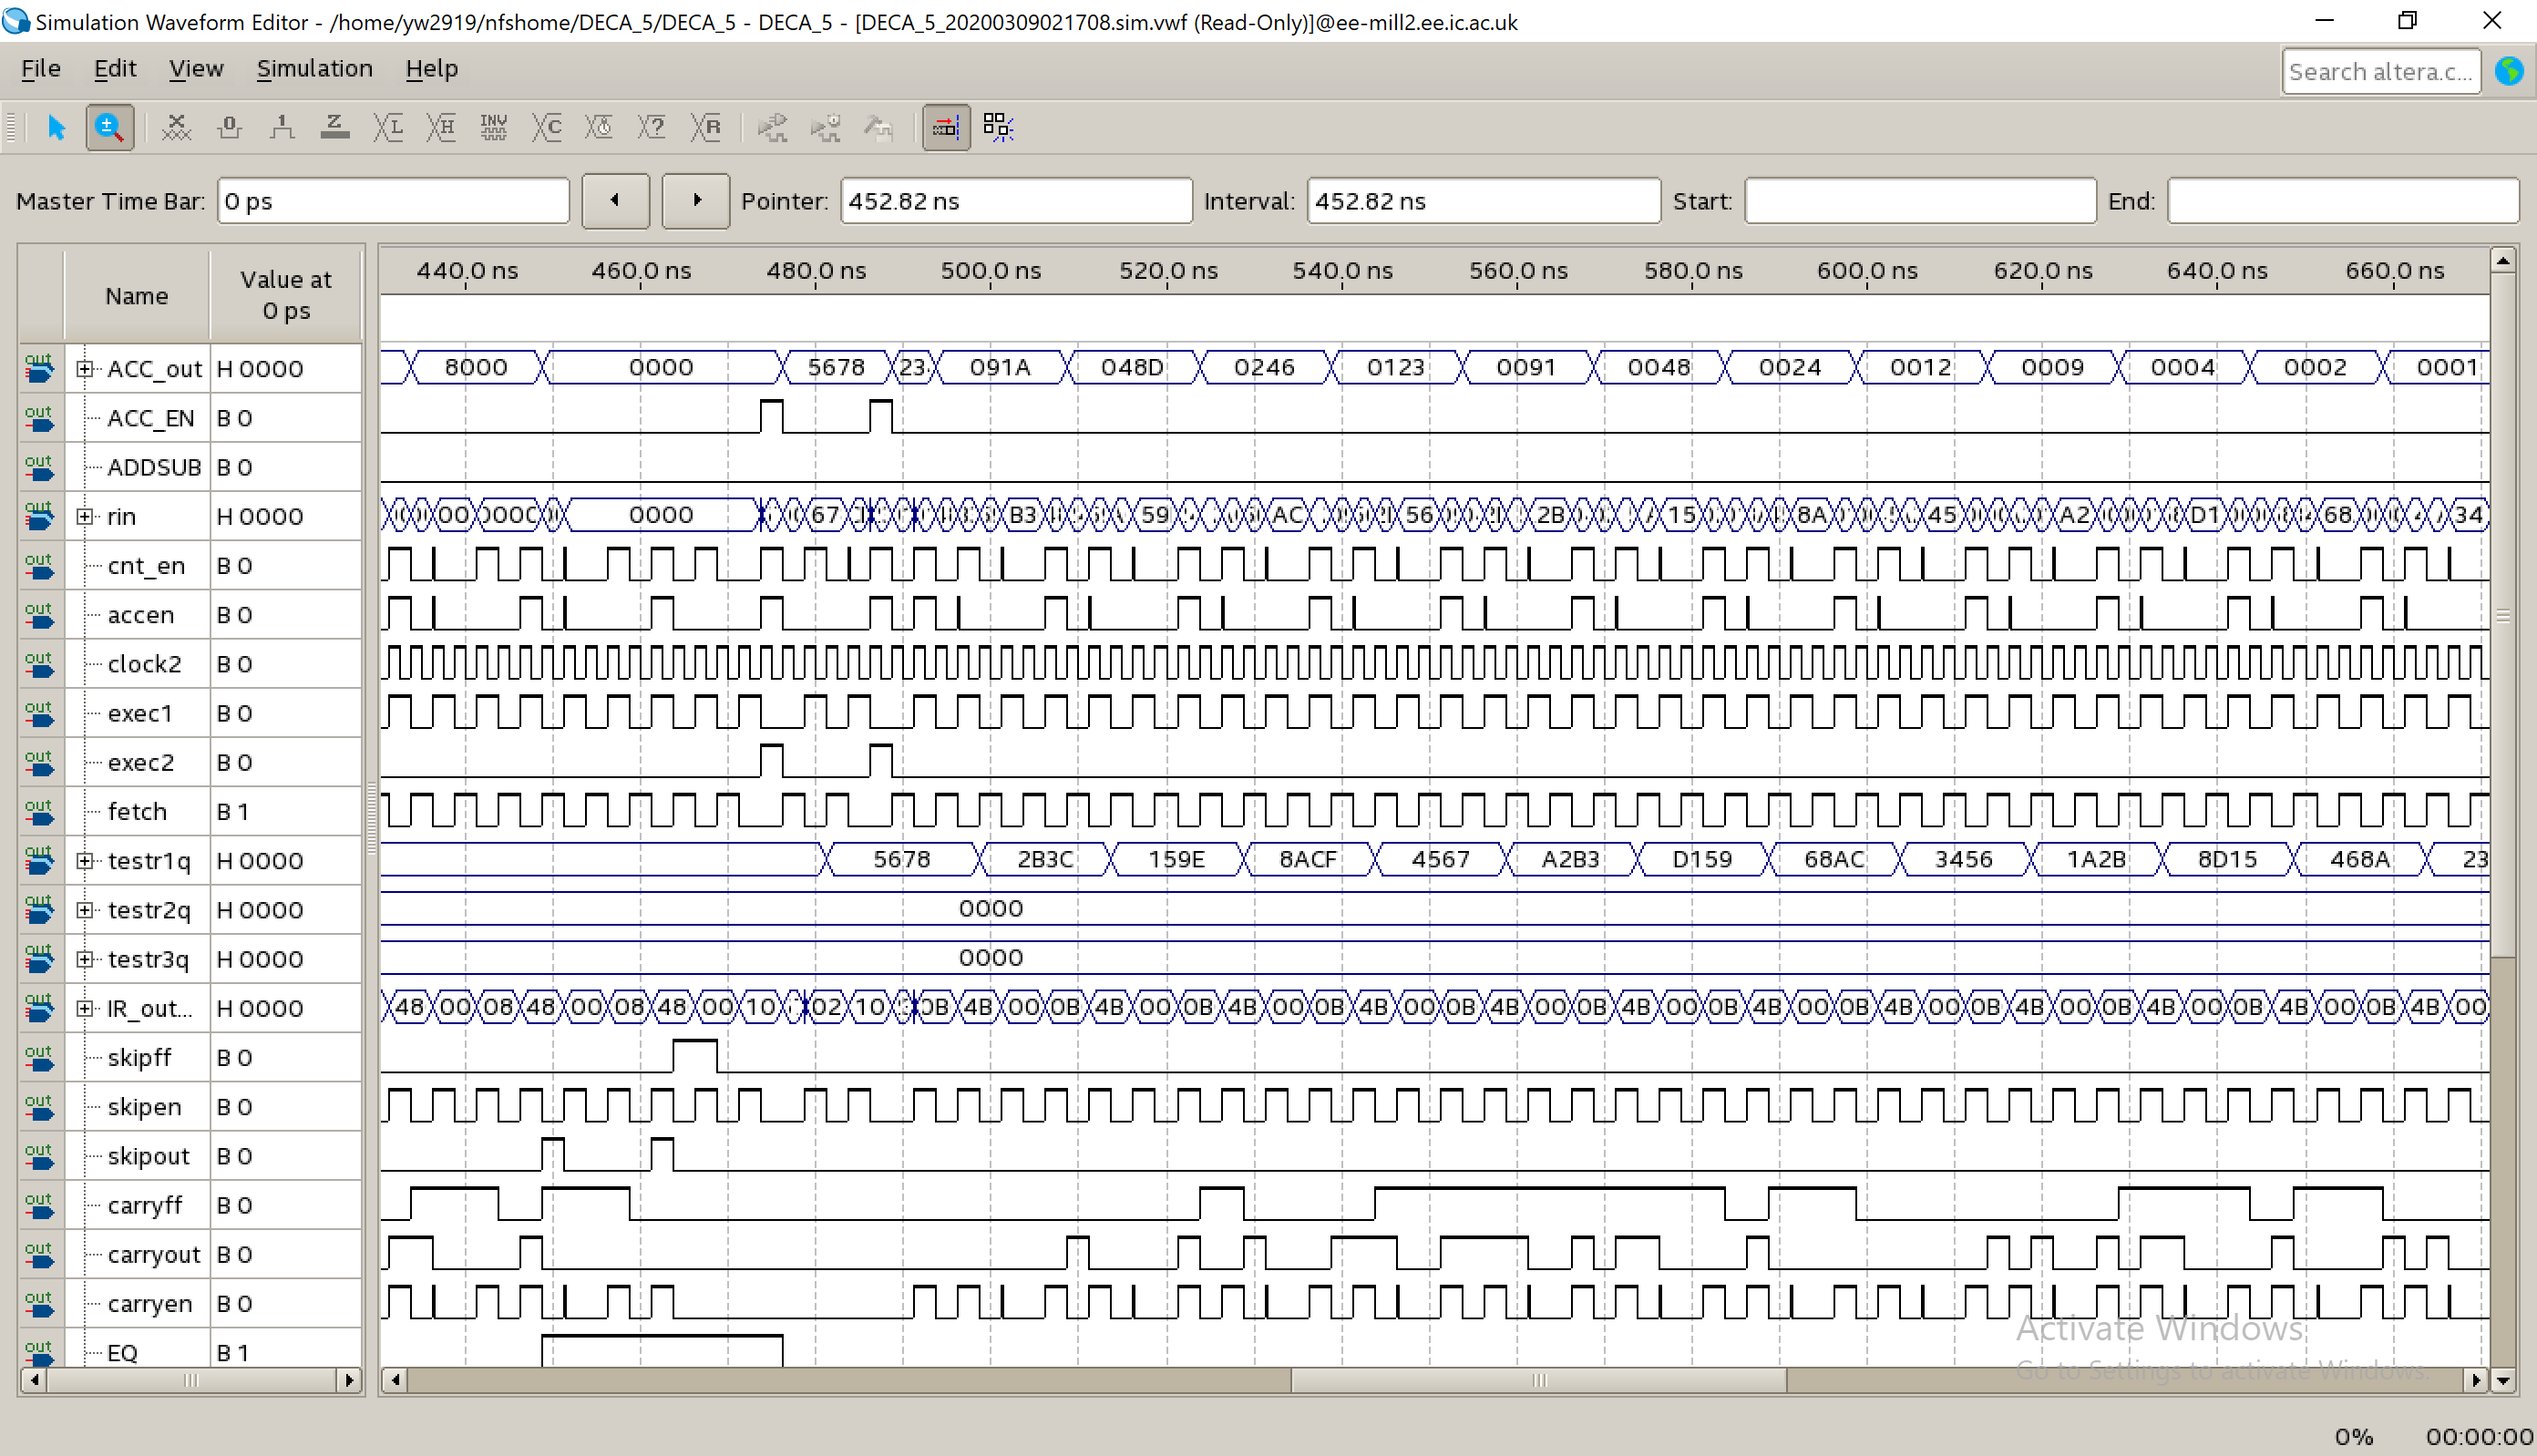 Simulation Waveform Editor - /home/yw2919/nfshome/DECA_5/DECA_5 - DECA_5 - [DECA_5_20200309021708.sim.vwf (Read-Only)]@ee-mill2.ee.ic.ac.uk
File Edit View Simulation Help
Search altera.c...
Master Time Bar: 0 ps Pointer: 452.82 ns Interval: 452.82 ns Start: End:
Name Value at 0 ps
440.0 ns 460.0 ns 480.0 ns 500.0 ns 520.0 ns 540.0 ns 560.0 ns 580.0 ns 600.0 ns 620.0 ns 640.0 ns 660.0 ns
ACC_out H 0000 8000 0000 5678 23 091A 048D 0246 0123 0091 0048 0024 0012 0009 0004 0002 0001
ACC_EN B 0
ADDSUB B 0
rin H 0000 0000 67 B3 59 AC 56 2B 15 8A 45 A2 D1 68 34
cnt_en B 0
accen B 0
clock2 B 0
exec1 B 0
exec2 B 0
fetch B 1
testr1q H 0000 5678 2B3C 159E 8ACF 4567 A2B3 D159 68AC 3456 1A2B 8D15 468A 23
testr2q H 0000 0000
testr3q H 0000 0000
IR_out... H 0000 48 00 08 48 00 08 48 00 10 02 10 0B 4B 00 0B 4B 00 0B 4B 00 0B 4B 00 0B 4B 00 0B 4B 00 0B 4B 00 0B 4B 00 0B 4B 00 0B 4B 00 0B 4B 00 0B 4B 00
skipff B 0
skipen B 0
skipout B 0
carryff B 0
carryout B 0
carryen B 0
EQ B 1
Activate Windows
Go to Settings to activate Windows.
0% 00:00:00